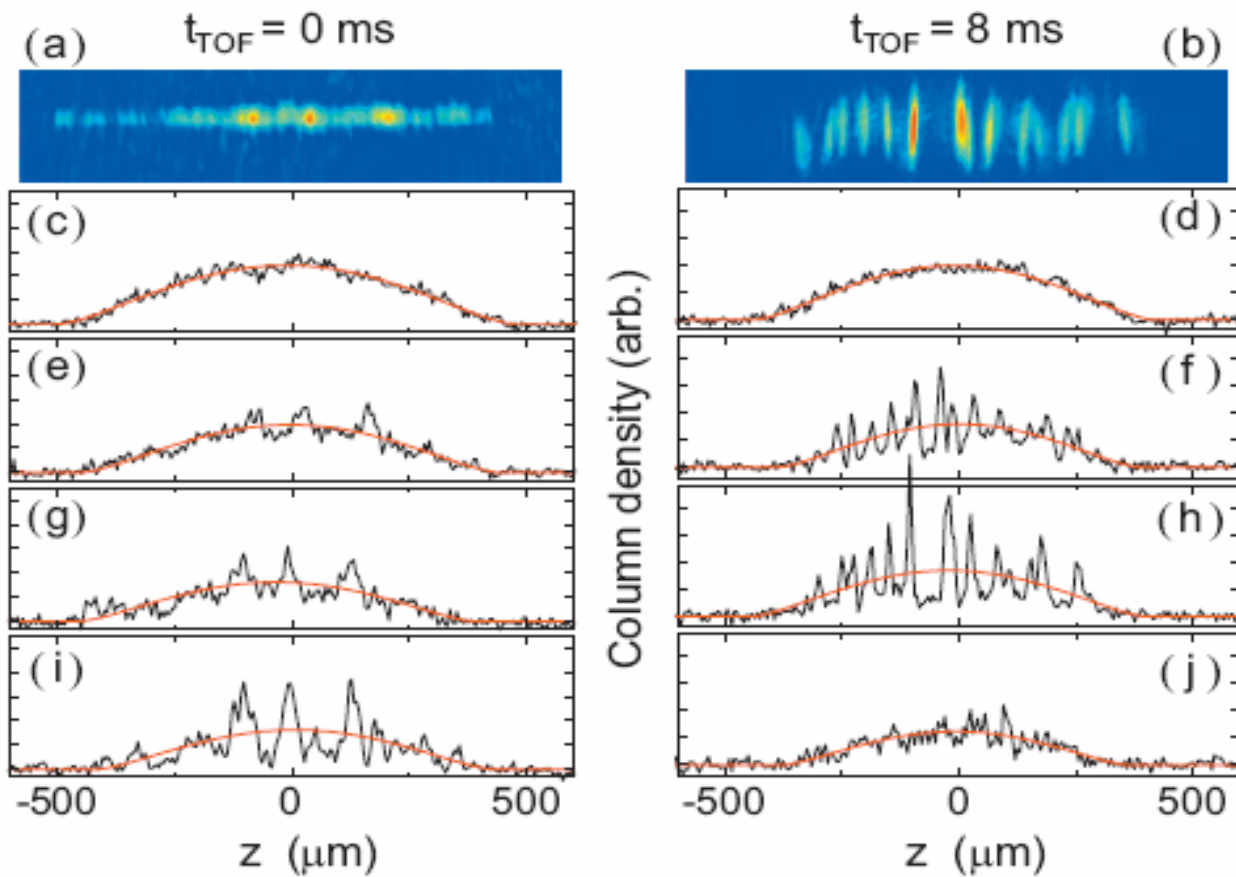 (a) t_TOF = 0 ms
t_TOF = 8 ms (b)
(c)
(d)
(e)
(f)
(g)
(h)
(i)
(j)
Column density (arb.)
-500 0 500
-500 0 500
z (μm)
z (μm)